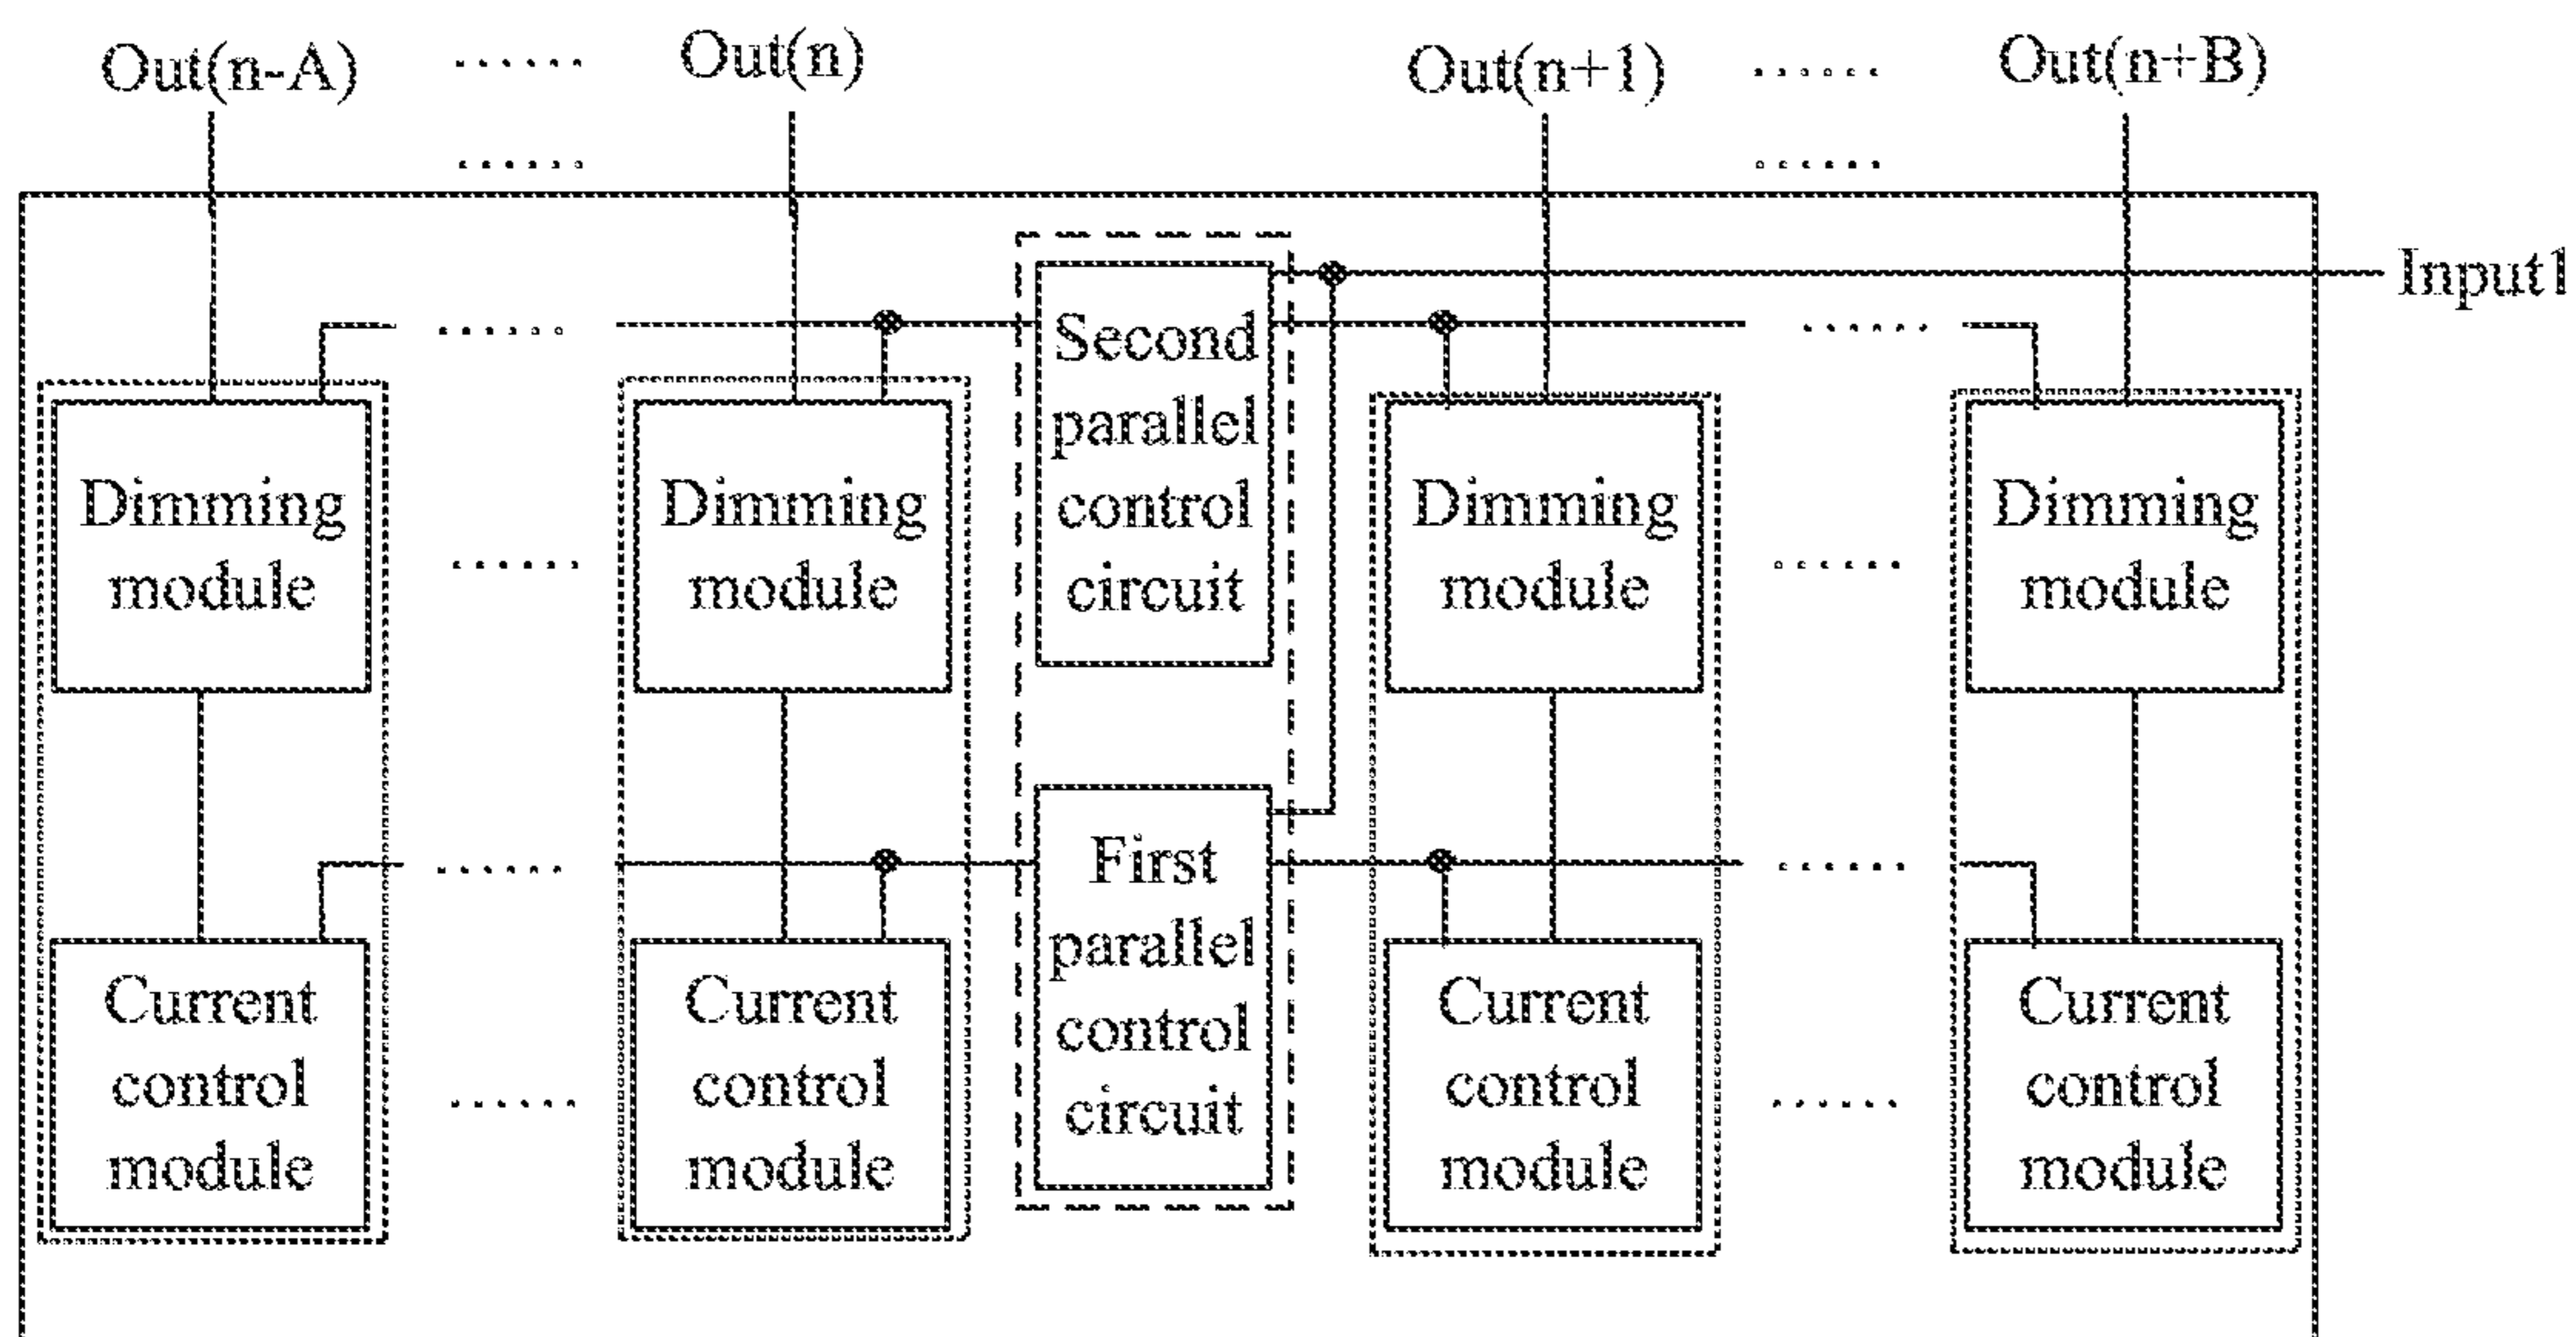 Out(n-A) ...... Out(n) Out(n+1) ...... Out(n+B)
Input1
Second
parallel
control
circuit
Dimming
module
Dimming
module
Dimming
module
Dimming
module
First
parallel
control
circuit
Current
control
module
Current
control
module
Current
control
module
Current
control
module